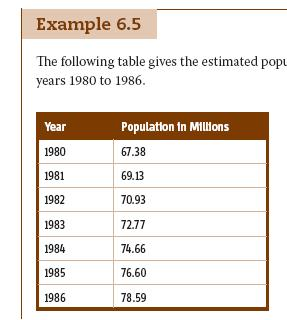 Example 6.5
The following table gives the estimated
years 1980 to 1986.
Year Population in Millions
1980 67.38
1981 69.13
1982 70.93
1983 72.77
1984 74.66
1985 76.60
1986 78.59